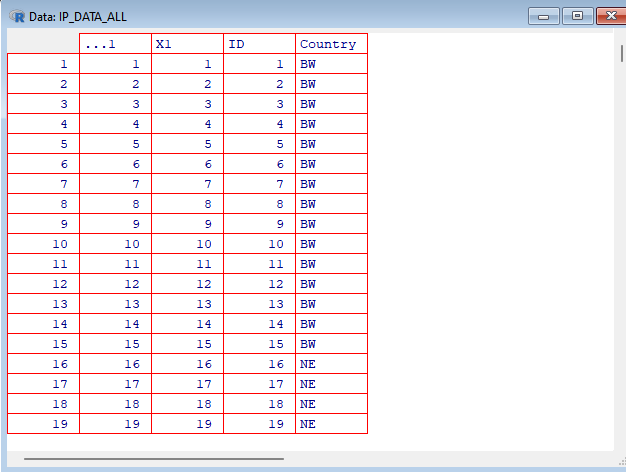 R Data: IP_DATA_ALL
...1 X1 ID Country
1 1 1 1 BW
2 2 2 2 BW
3 3 3 3 BW
4 4 4 4 BW
5 5 5 5 BW
6 6 6 6 BW
7 7 7 7 BW
8 8 8 8 BW
9 9 9 9 BW
10 10 10 10 BW
11 11 11 11 BW
12 12 12 12 BW
13 13 13 13 BW
14 14 14 14 BW
15 15 15 15 BW
16 16 16 16 NE
17 17 17 17 NE
18 18 18 18 NE
19 19 19 19 NE